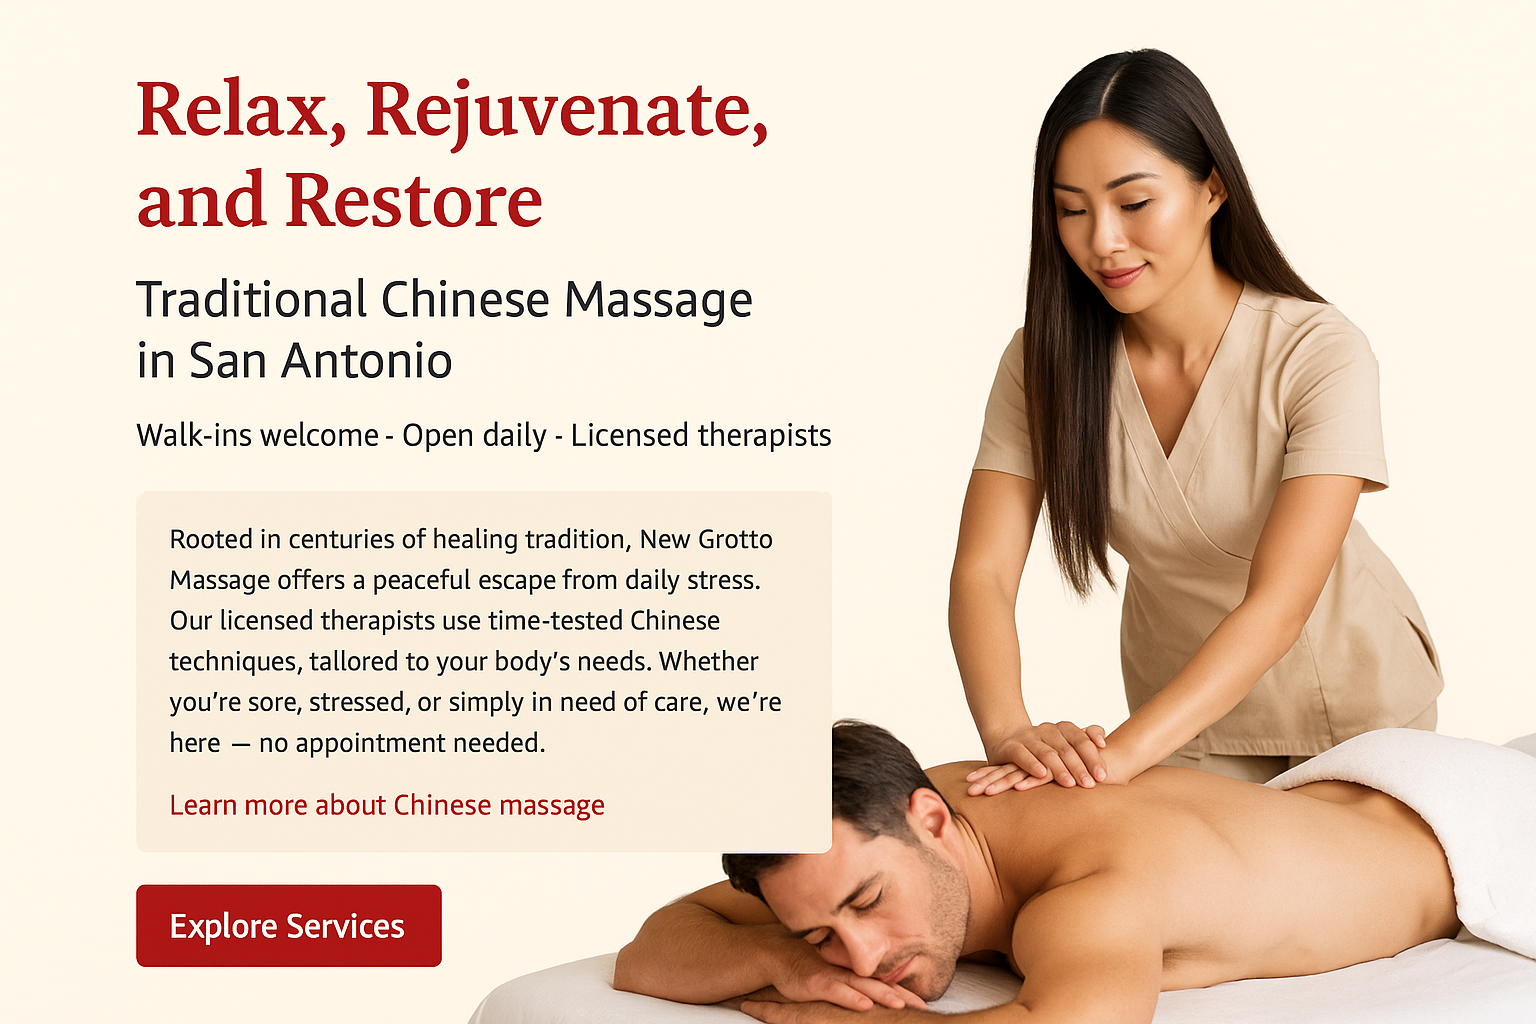 Relax, Rejuvenate,
and Restore
Traditional Chinese Massage
in San Antonio
Walk-ins welcome - Open daily - Licensed therapists
Rooted in centuries of healing tradition, New Grotto
Massage offers a peaceful escape from daily stress.
Our licensed therapists use time-tested Chinese
techniques, tallored to your body's needs. Whether
you're sore, stressed, or simply in need of care, we're
here — no appointment needed.
Learn more about Chinese massage
Explore Services